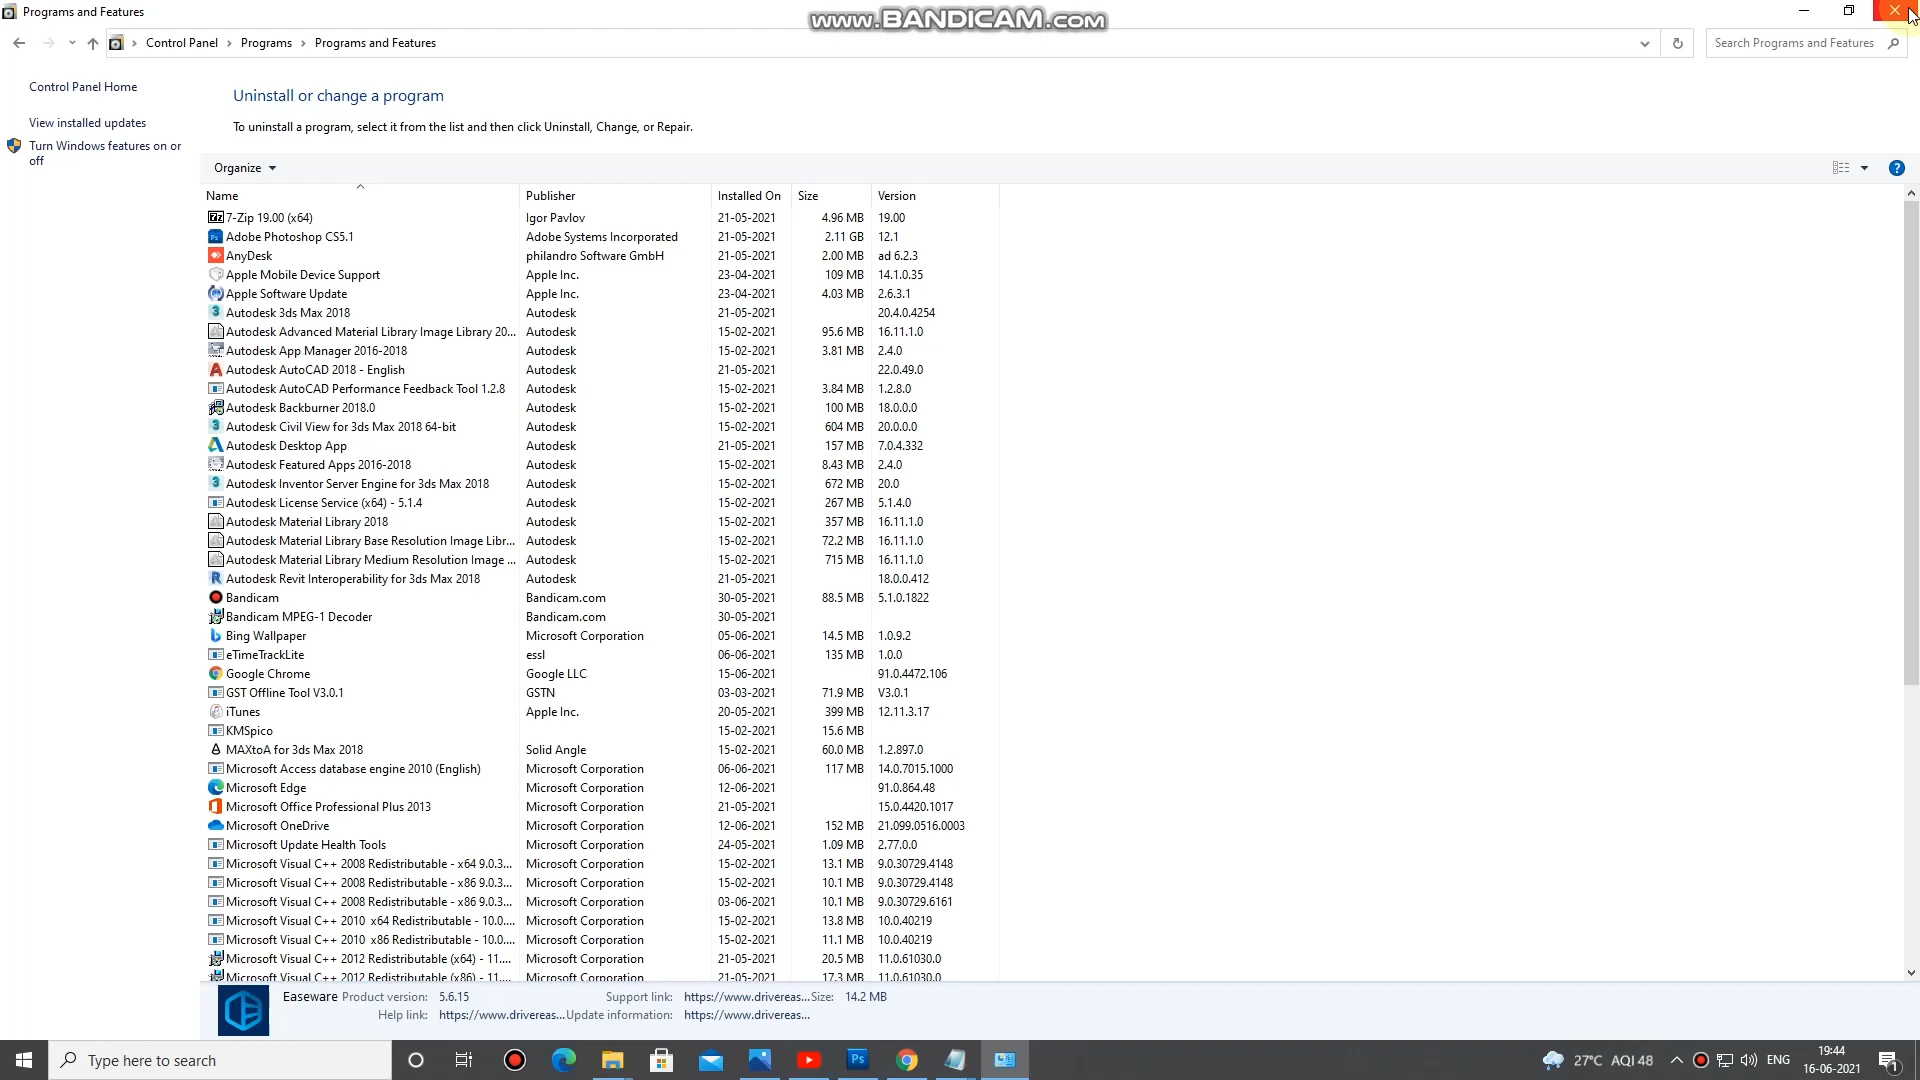 Programs and Features
www.BANDICAM.com
Control Panel > Programs > Programs and Features
Search Programs and Features
Control Panel Home
View installed updates
Turn Windows features on or
off
Uninstall or change a program
To uninstall a program, select it from the list and then click Uninstall, Change, or Repair.
Organize
Name Publisher Installed On Size Version
7-Zip 19.00 (x64) Igor Pavlov 21-05-2021 4.96 MB 19.00
Adobe Photoshop CS5.1 Adobe Systems Incorporated 21-05-2021 2.11 GB 12.1
AnyDesk philandro Software GmbH 21-05-2021 2.00 MB ad 6.2.3
Apple Mobile Device Support Apple Inc. 23-04-2021 109 MB 14.1.0.35
Apple Software Update Apple Inc. 23-04-2021 4.03 MB 2.6.3.1
Autodesk 3ds Max 2018 Autodesk 21-05-2021 20.4.0.4254
Autodesk Advanced Material Library Image Library 20... Autodesk 15-02-2021 95.6 MB 16.11.1.0
Autodesk App Manager 2016-2018 Autodesk 15-02-2021 3.81 MB 2.4.0
Autodesk AutoCAD 2018 - English Autodesk 21-05-2021 22.0.49.0
Autodesk AutoCAD Performance Feedback Tool 1.2.8 Autodesk 15-02-2021 3.84 MB 1.2.8.0
Autodesk Backburner 2018.0 Autodesk 15-02-2021 100 MB 18.0.0.0
Autodesk Civil View for 3ds Max 2018 64-bit Autodesk 15-02-2021 604 MB 20.0.0.0
Autodesk Desktop App Autodesk 21-05-2021 157 MB 7.0.4.332
Autodesk Featured Apps 2016-2018 Autodesk 15-02-2021 8.43 MB 2.4.0
Autodesk Inventor Server Engine for 3ds Max 2018 Autodesk 15-02-2021 672 MB 20.0
Autodesk License Service (x64) - 5.1.4 Autodesk 15-02-2021 267 MB 5.1.4.0
Autodesk Material Library 2018 Autodesk 15-02-2021 357 MB 16.11.1.0
Autodesk Material Library Base Resolution Image Libr... Autodesk 15-02-2021 72.2 MB 16.11.1.0
Autodesk Material Library Medium Resolution Image ... Autodesk 15-02-2021 715 MB 16.11.1.0
Autodesk Revit Interoperability for 3ds Max 2018 Autodesk 21-05-2021 18.0.0.412
Bandicam Bandicam.com 30-05-2021 88.5 MB 5.1.0.1822
Bandicam MPEG-1 Decoder Bandicam.com 30-05-2021
Bing Wallpaper Microsoft Corporation 05-06-2021 14.5 MB 1.0.9.2
eTimeTrackLite essl 06-06-2021 135 MB 1.0.0
Google Chrome Google LLC 15-06-2021 91.0.4472.106
GST Offline Tool V3.0.1 GSTN 03-03-2021 71.9 MB V3.0.1
iTunes Apple Inc. 20-05-2021 399 MB 12.11.3.17
KMSpico 15-02-2021 15.6 MB
MAXtoA for 3ds Max 2018 Solid Angle 15-02-2021 60.0 MB 1.2.897.0
Microsoft Access database engine 2010 (English) Microsoft Corporation 06-06-2021 117 MB 14.0.7015.1000
Microsoft Edge Microsoft Corporation 12-06-2021 91.0.864.48
Microsoft Office Professional Plus 2013 Microsoft Corporation 21-05-2021 15.0.4420.1017
Microsoft OneDrive Microsoft Corporation 12-06-2021 152 MB 21.099.0516.0003
Microsoft Update Health Tools Microsoft Corporation 24-05-2021 1.09 MB 2.77.0.0
Microsoft Visual C++ 2008 Redistributable - x64 9.0.3... Microsoft Corporation 15-02-2021 13.1 MB 9.0.30729.4148
Microsoft Visual C++ 2008 Redistributable - x86 9.0.3... Microsoft Corporation 15-02-2021 10.1 MB 9.0.30729.4148
Microsoft Visual C++ 2008 Redistributable - x86 9.0.3... Microsoft Corporation 03-06-2021 10.1 MB 9.0.30729.6161
Microsoft Visual C++ 2010 x64 Redistributable - 10.0.... Microsoft Corporation 15-02-2021 13.8 MB 10.0.40219
Microsoft Visual C++ 2010 x86 Redistributable - 10.0.... Microsoft Corporation 15-02-2021 11.1 MB 10.0.40219
Microsoft Visual C++ 2012 Redistributable (x64) - 11.... Microsoft Corporation 21-05-2021 20.5 MB 11.0.61030.0
Microsoft Visual C++ 2012 Redistributable (x86) - 11.... Microsoft Corporation 21-05-2021 17.3 MB 11.0.61030.0
Easeware Product version: 5.6.15 Support link: https://www.drivereas... Size: 14.2 MB
Help link: https://www.drivereas... Update information: https://www.drivereas...
Type here to search
Ps
27°C AQI 48
ENG
19:44
16-06-2021
1